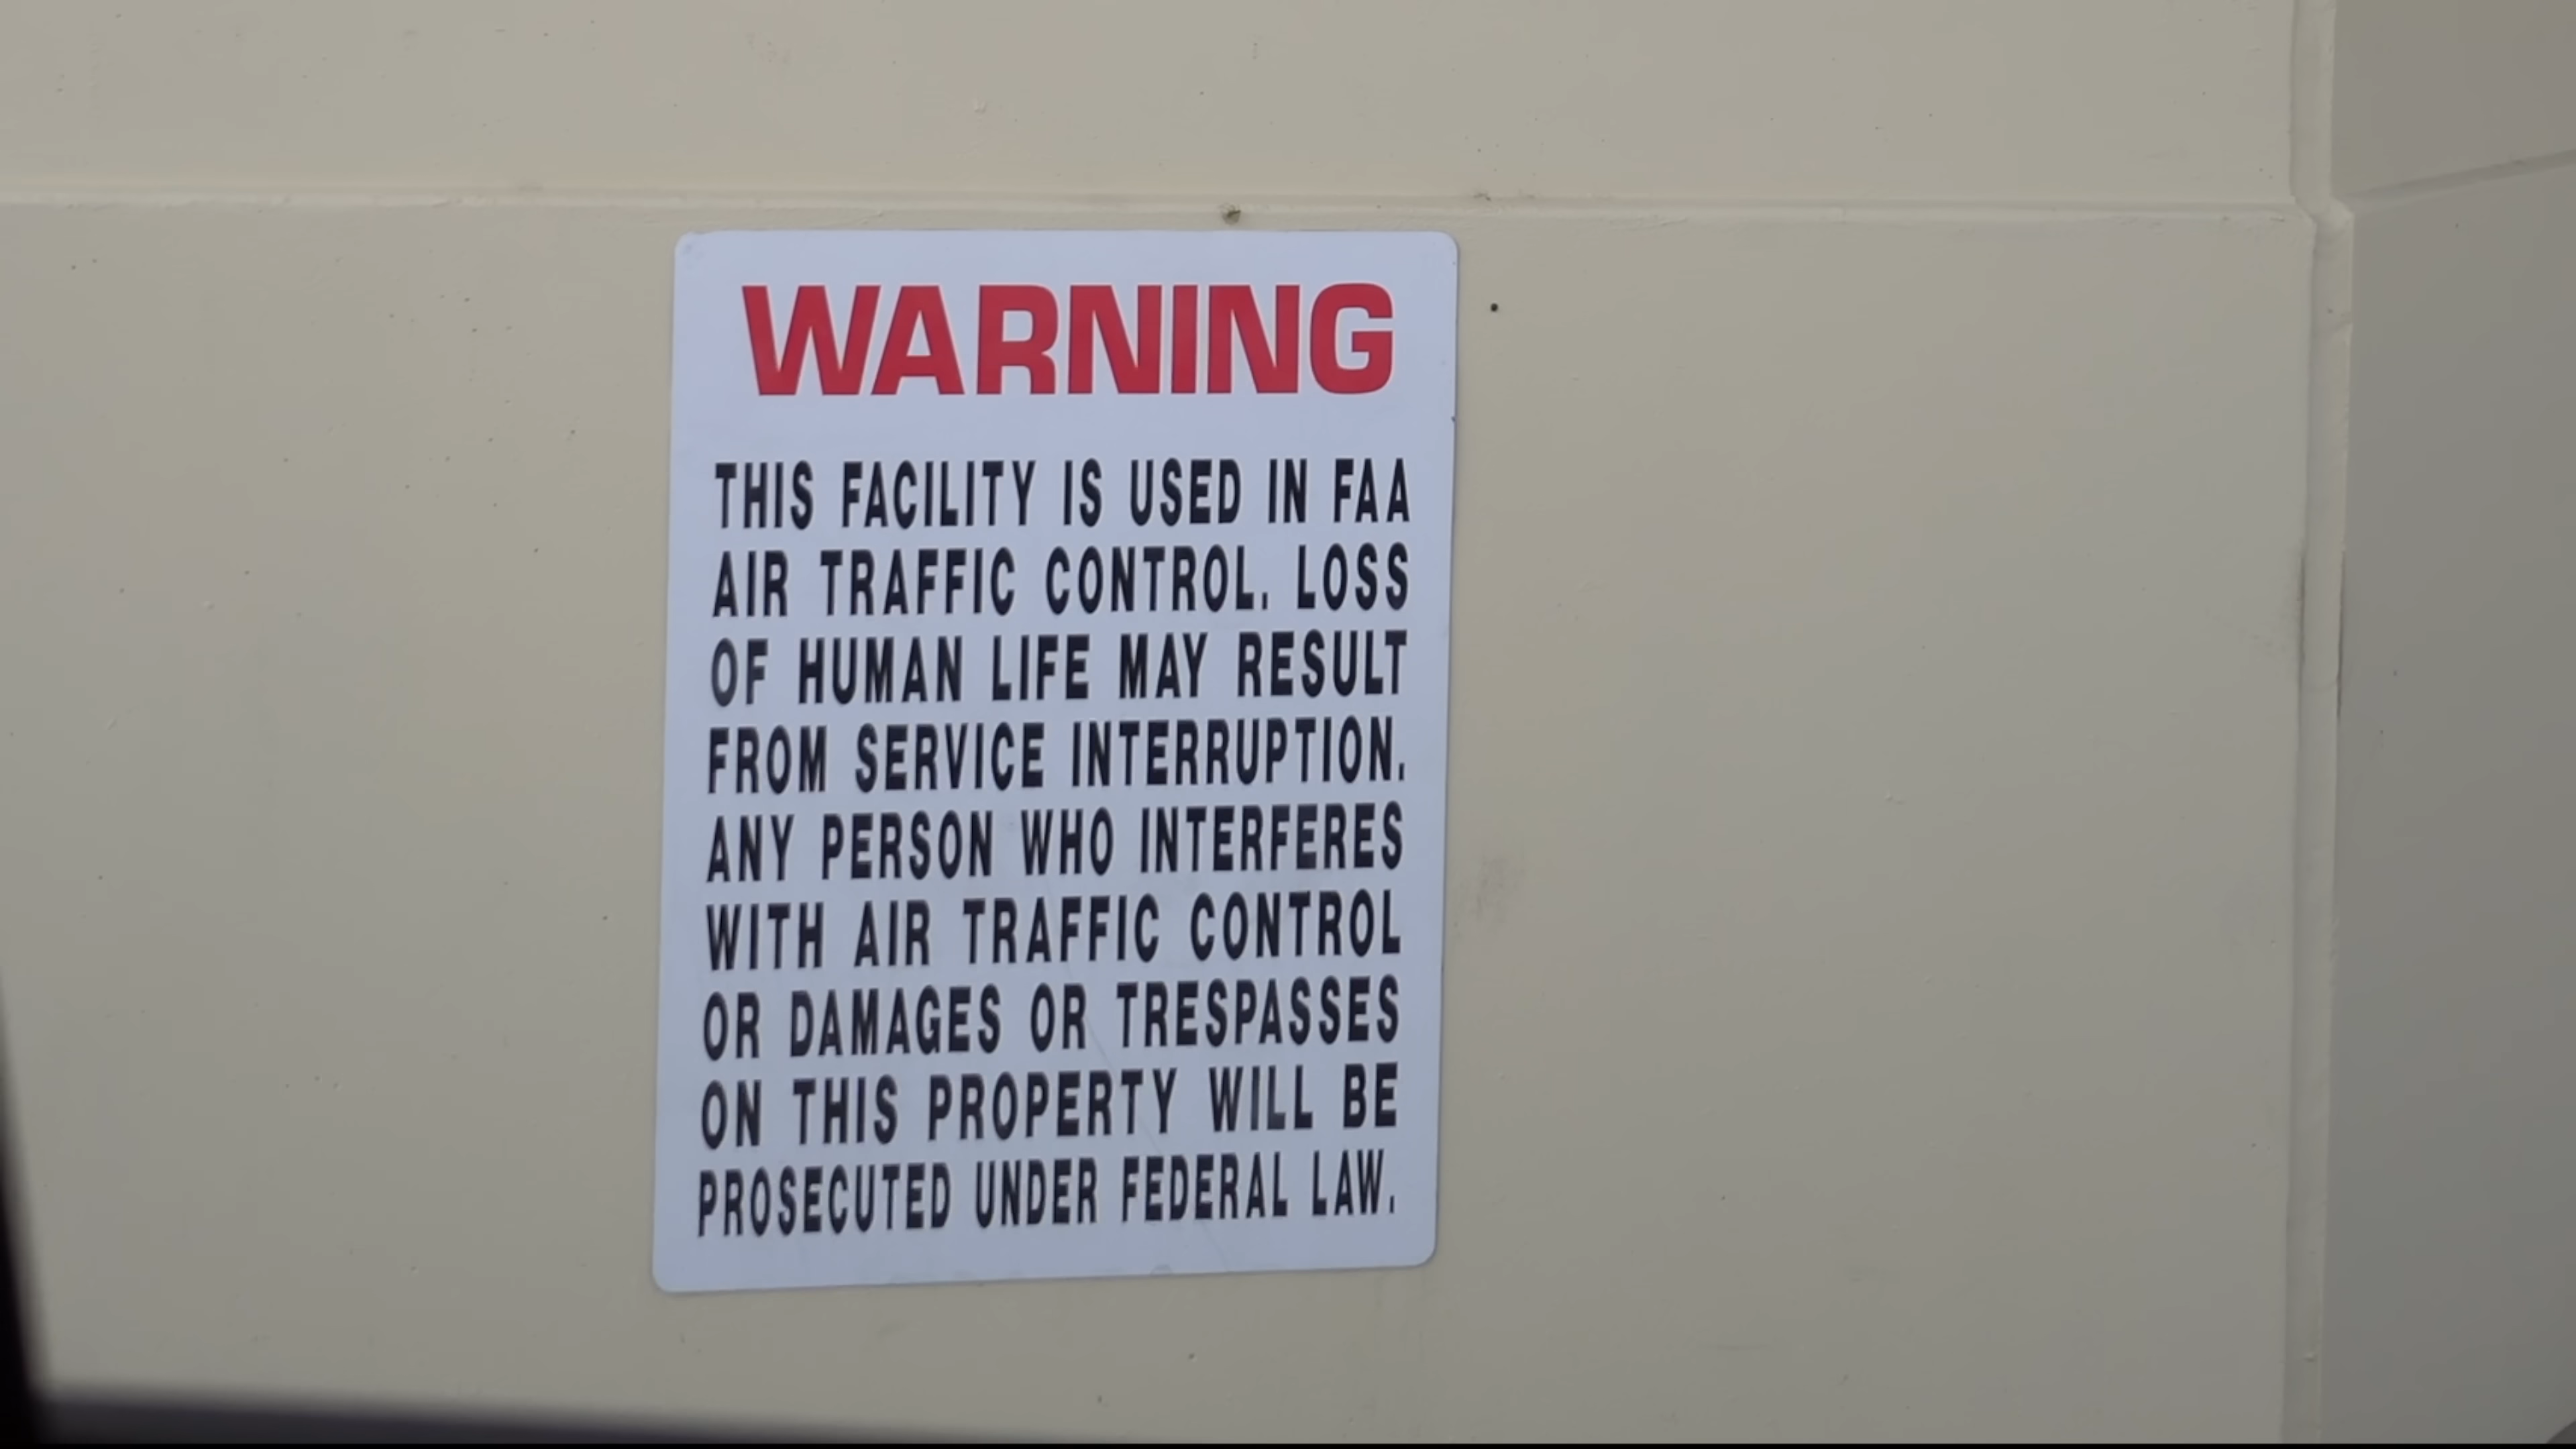 WARNING
THIS FACILITY IS USED IN FAA
AIR TRAFFIC CONTROL. LOSS
OF HUMAN LIFE MAY RESULT
FROM SERVICE INTERRUPTION.
ANY PERSON WHO INTERFERES
WITH AIR TRAFFIC CONTROL
OR DAMAGES OR TRESPASSES
ON THIS PROPERTY WILL BE
PROSECUTED UNDER FEDERAL LAW.